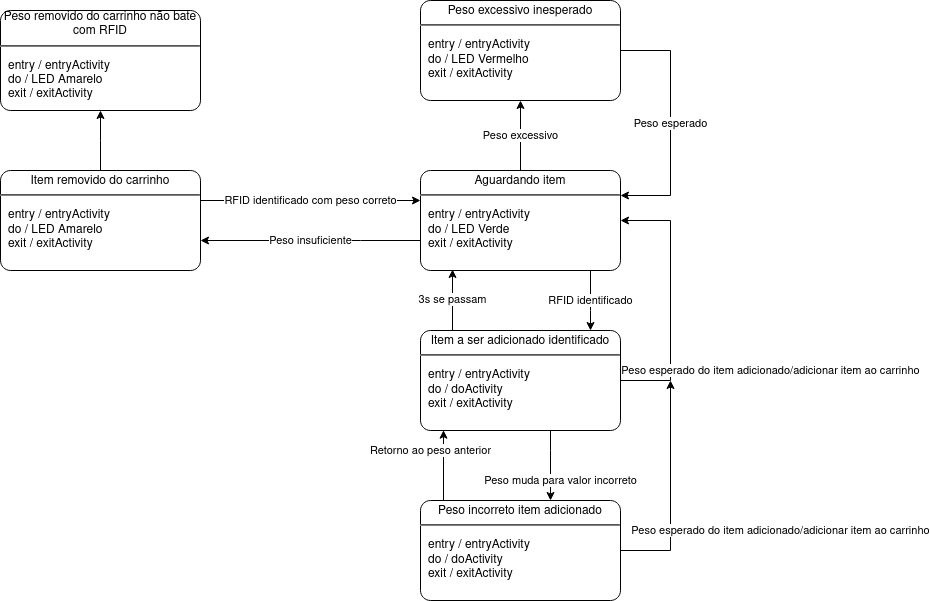 Peso removido do carrinho não bate
com RFID
entry / entryActivity
do / LED Amarelo
exit / exitActivity
Peso excessivo inesperado
entry / entryActivity
do / LED Vermelho
exit / exitActivity
Peso esperado
Peso excessivo
Item removido do carrinho
entry / entryActivity
do / LED Amarelo
exit / exitActivity
RFID identificado com peso correto
Peso insuficiente
Aguardando item
entry / entryActivity
do / LED Verde
exit / exitActivity
3s se passam
RFID identificado
Item a ser adicionado identificado
entry / entryActivity
do / doActivity
exit / exitActivity
Peso esperado do item adicionado/adicionar item ao carrinho
Retorno ao peso anterior
Peso muda para valor incorreto
Peso incorreto item adicionado
entry / entryActivity
do / doActivity
exit / exitActivity
Peso esperado do item adicionado/adicionar item ao carrinho